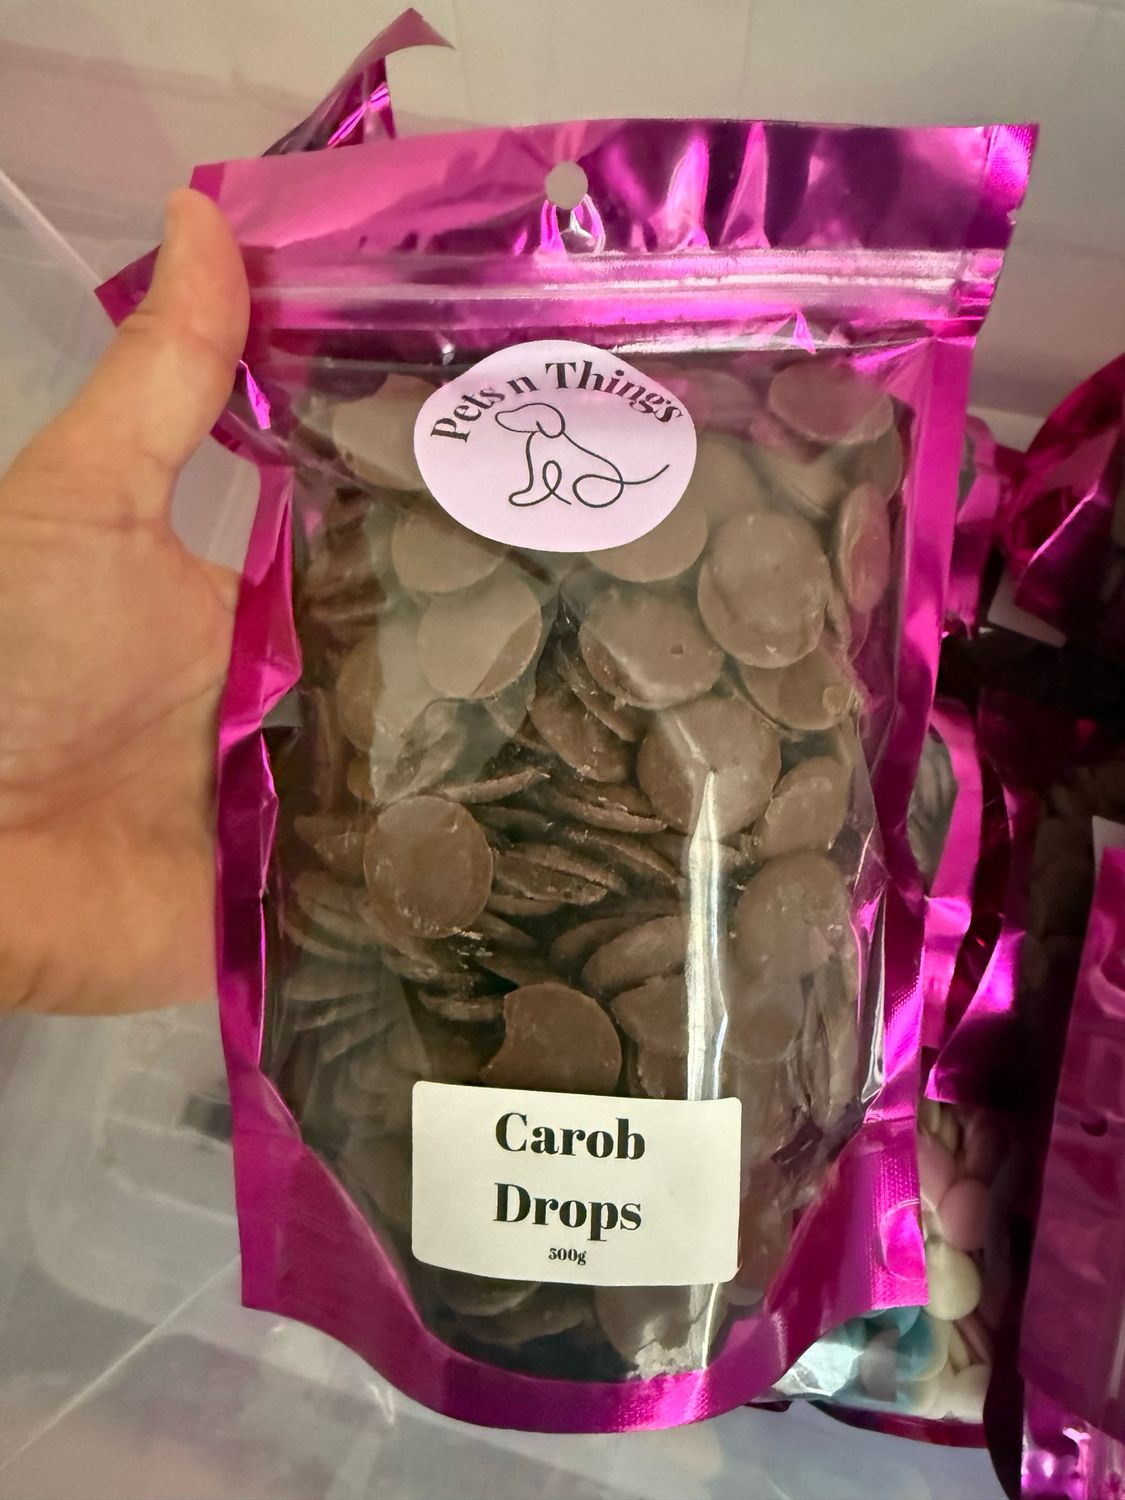 Pets n Things
Carob
Drops
500g